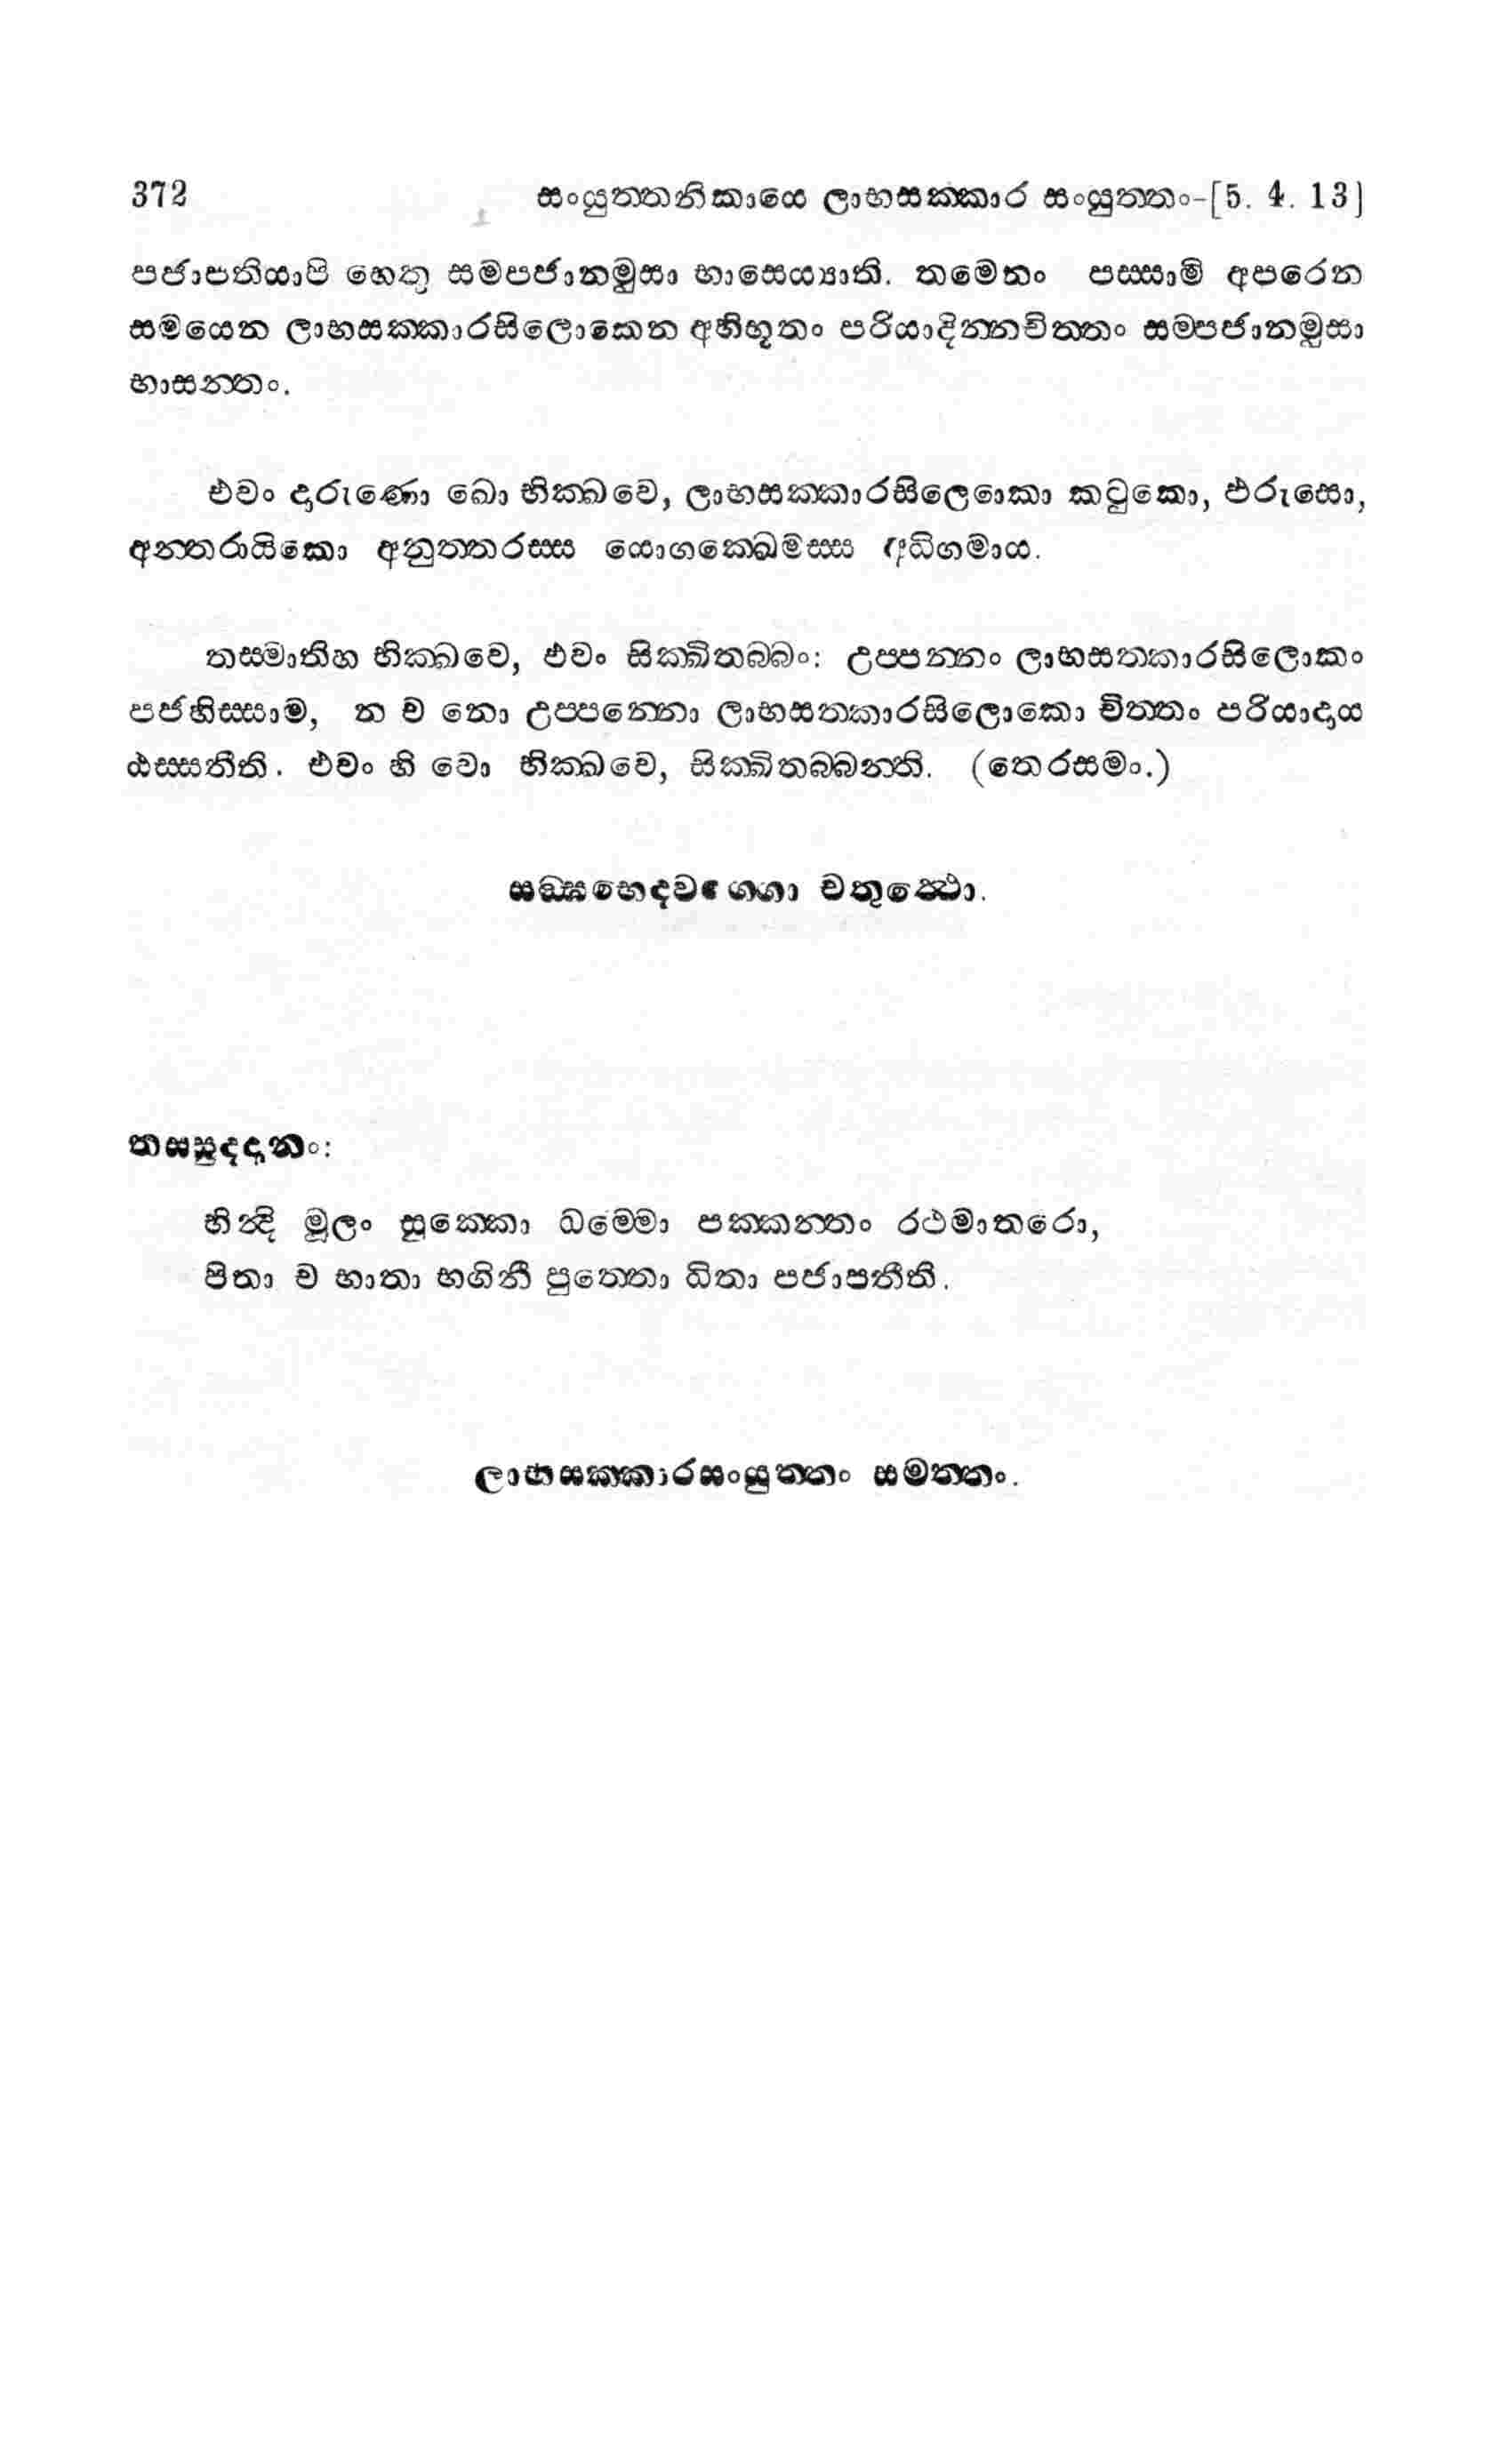 372 සංයුත්තනිකායෙ ලාභසක්කාර සංයුත්තං-[5. 4. 13]
පජාපතියාපි හෙතු සම්පජානමුසා භාසෙය්‍යාති. තමෙනං පස්සාමි අපරෙන
සමයෙන ලාභසක්කාරසිලොකෙන අභිභූතං පරියාදින්නචිත්තං සම්පජානමුසා
භාසන්තං.
එවං දාරුණො ඛො භික්ඛවෙ, ලාභසක්කාරසිලොකො කටුකො, ඵරුසො,
අන්තරායිකො අනුත්තරස්ස යොගක්ඛෙමස්ස අධිගමාය.
තස්මාතිහ භික්ඛවෙ, එවං සික්ඛිතබ්බං: උප්පන්නං ලාභසත්කාරසිලොකං
පජහිස්සාම, න ච නො උප්පන්නො ලාභසත්කාරසිලොකො චිත්තං පරියාදාය
ඨස්සතීති. එවං හි වො භික්ඛවෙ, සික්ඛිතබ්බන්ති. (තෙරසමං.)
සඞ්ඝභෙදවග්ගො චතුත්ථො.
තස්සුද්දානං:
භින්දි මූලං සුක්කො ධම්මො පක්කන්තං රථමාතරො,
පිතා ච භාතා භගිනී පුත්තො ධීතා පජාපතීති.
ලාභසක්කාරසංයුත්තං සමත්තං.